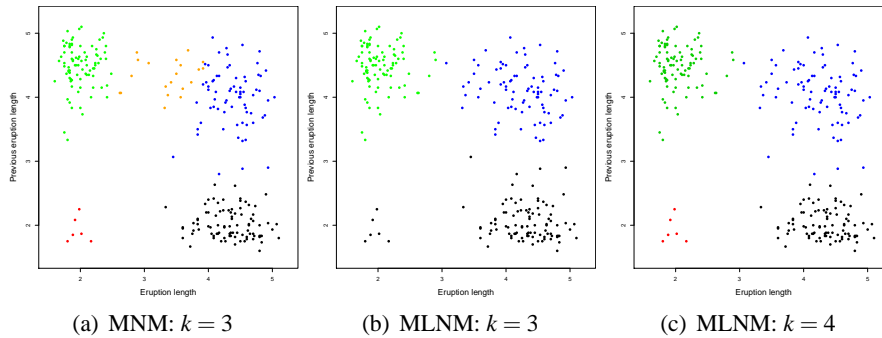 Previous eruption length
5
4
3
2
2 3 4 5
Eruption length
(a) MNM: k = 3
Previous eruption length
5
4
3
2
2 3 4 5
Eruption length
(b) MLNM: k = 3
Previous eruption length
5
4
3
2
2 3 4 5
Eruption length
(c) MLNM: k = 4